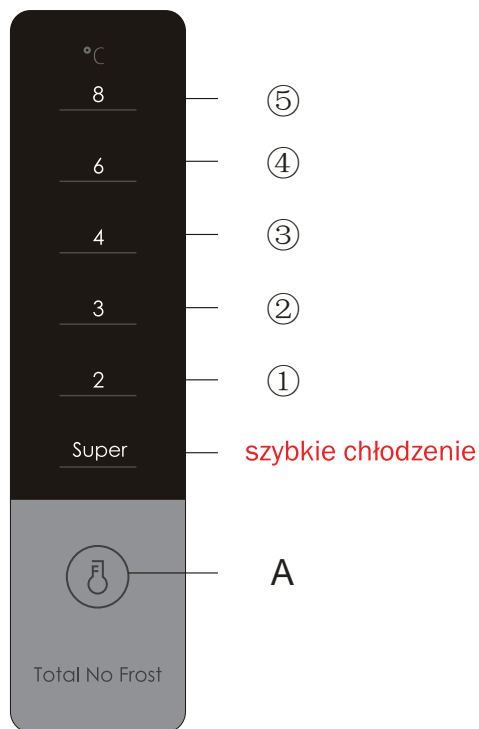 °C
8 ⑤
6 ④
4 ③
3 ②
2 ①
Super szybkie chłodzenie
A
Total No Frost